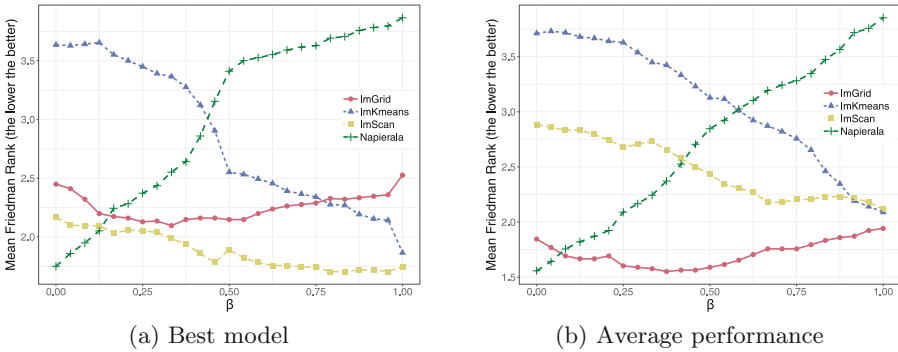 Mean Friedman Rank (the lower the better)
3.5
3.0
2.5
2.0
0.00
0.25
0.50
0.75
1.00
β
ImGrid
ImKmeans
ImScan
Napierala
(a) Best model
Mean Friedman Rank (the lower the better)
3.5
3.0
2.5
2.0
1.5
0.00
0.25
0.50
0.75
1.00
β
ImGrid
ImKmeans
ImScan
Napierala
(b) Average performance